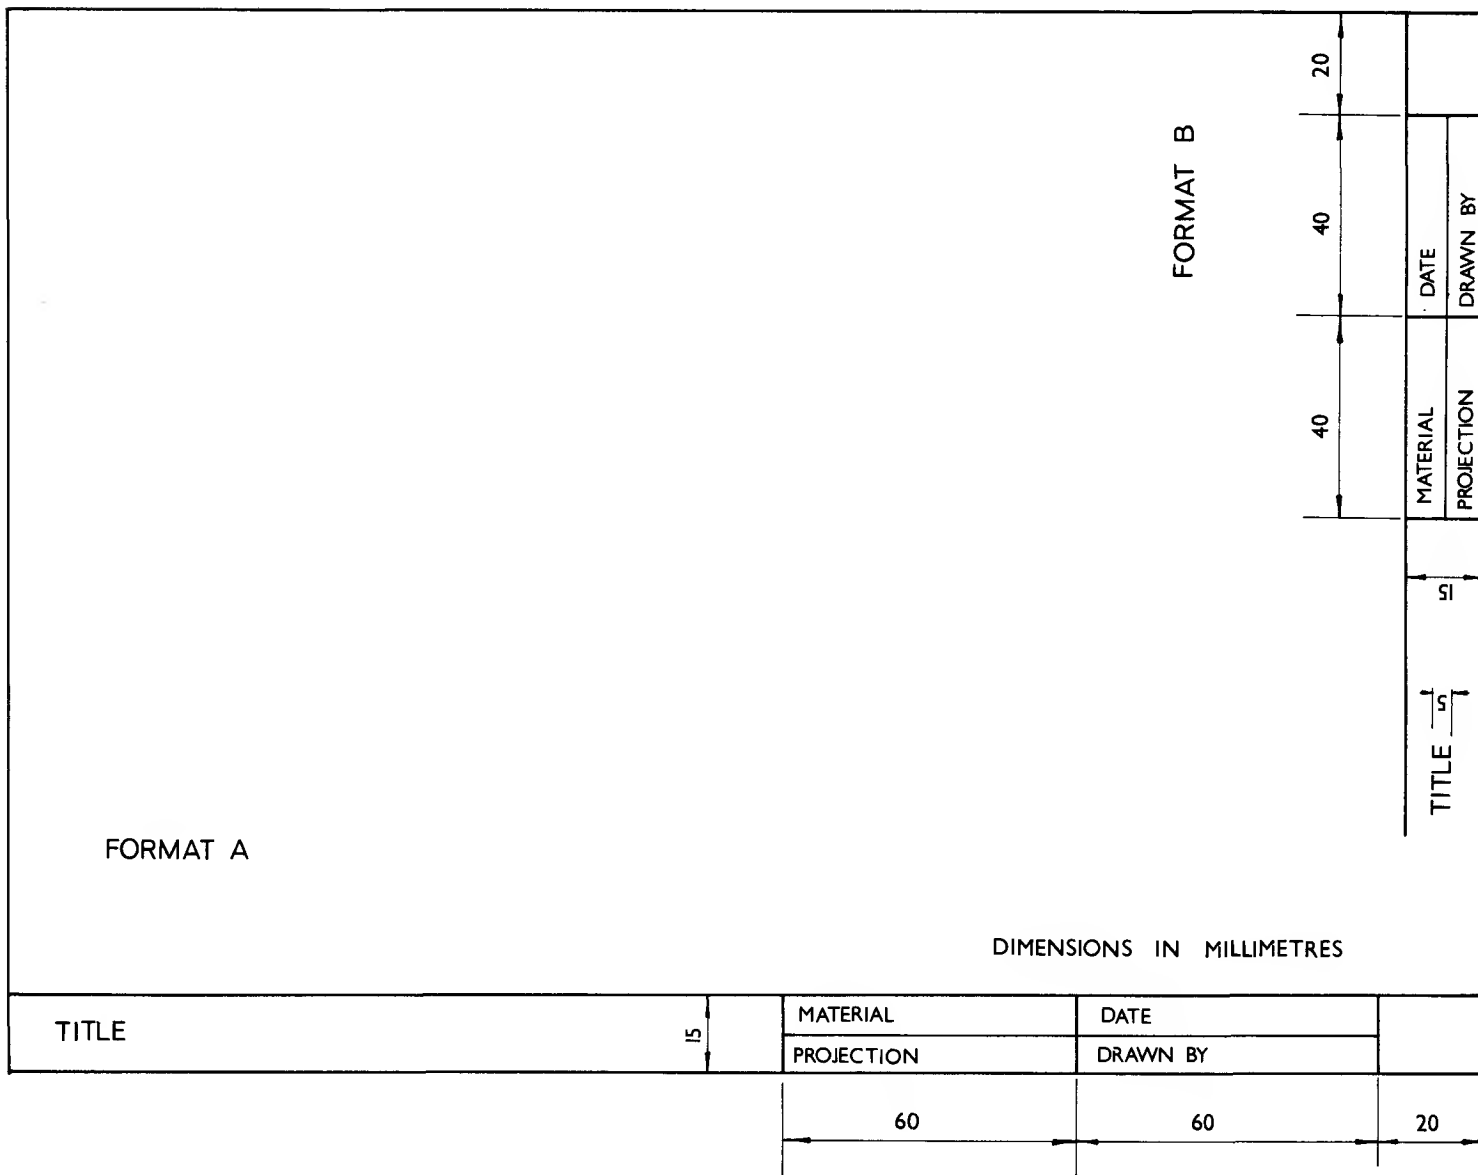 20
40
40
FORMAT B
DATE
DRAWN BY
MATERIAL
PROJECTION
15
5
TITLE
FORMAT A
DIMENSIONS IN MILLIMETRES
TITLE
15
MATERIAL
DATE
PROJECTION
DRAWN BY
60
60
20